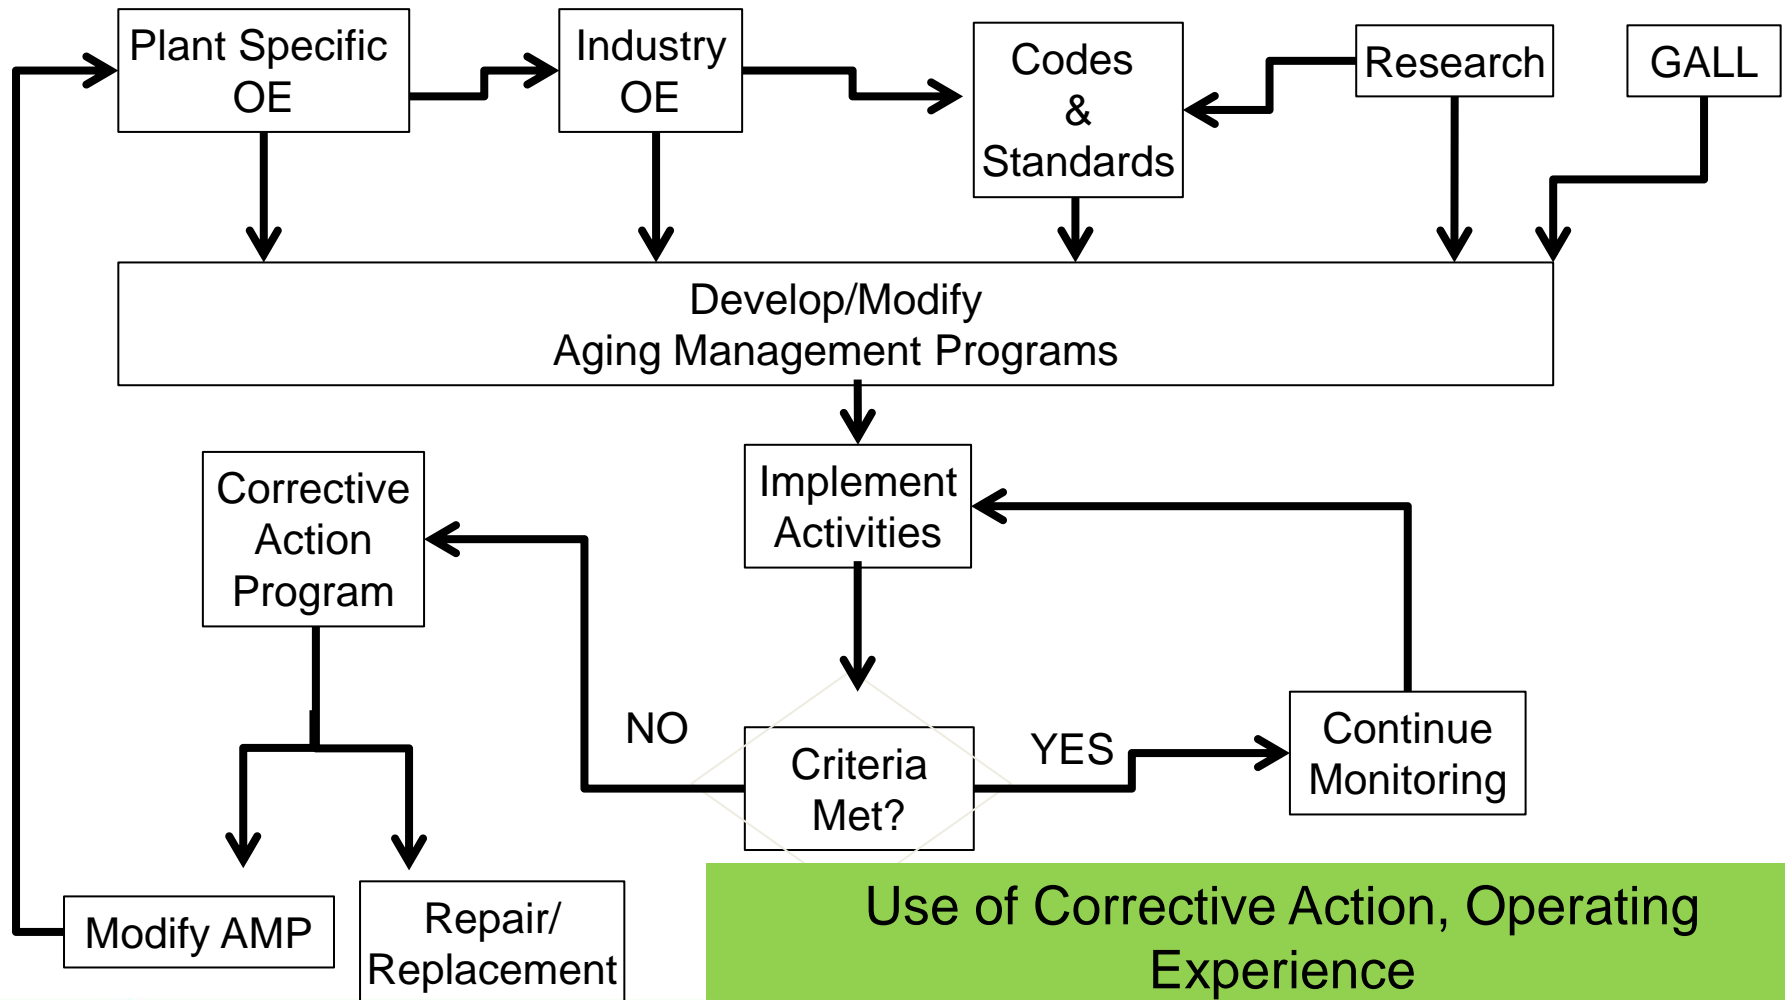 Plant Specific
OE
Industry
OE
Codes
&
Standards
Research
GALL
Develop/Modify
Aging Management Programs
Corrective
Action
Program
Implement
Activities
NO
Criteria
Met?
YES
Continue
Monitoring
Modify AMP
Repair/
Replacement
Use of Corrective Action, Operating
Experience